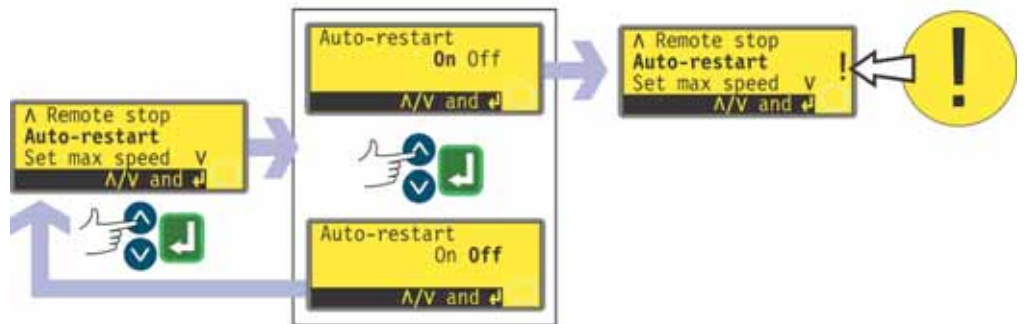 ∧ Remote stop
Auto-restart
Set max speed ∨
∧/∨ and ↵
Auto-restart
On Off
∧/∨ and ↵
Auto-restart
On Off
∧/∨ and ↵
∧ Remote stop
Auto-restart !
Set max speed ∨
∧/∨ and ↵
!